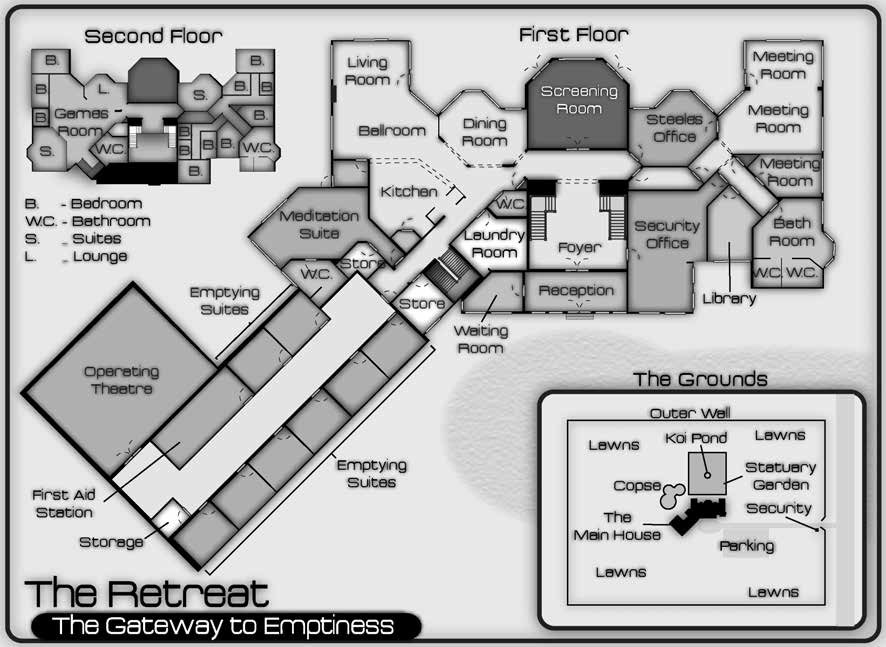 Second Floor
B.
B.
B.
L.
S.
B.
B.
B.
Games
Room
B.
B.
B.
B.
B.
S.
W.C.
W.C.
B.
B. - Bedroom
W.C. - Bathroom
S. - Suites
L. - Lounge
First Floor
Living
Room
Ballroom
Dining
Room
Screening
Room
Steeles
Office
Meeting
Room
Meeting
Room
Meeting
Room
Kitchen
W.C.
Meditation
Suite
Laundry
Room
Foyer
Security
Office
Bath
Room
W.C.
W.C.
Library
Store
W.C.
Store
Reception
Waiting
Room
Emptying
Suites
Operating
Theatre
Emptying
Suites
First Aid
Station
Storage
The Grounds
Outer Wall
Lawns
Koi Pond
Lawns
Statuary
Garden
Copse
Security
The
Main House
Parking
Lawns
Lawns
The Retreat
The Gateway to Emptiness